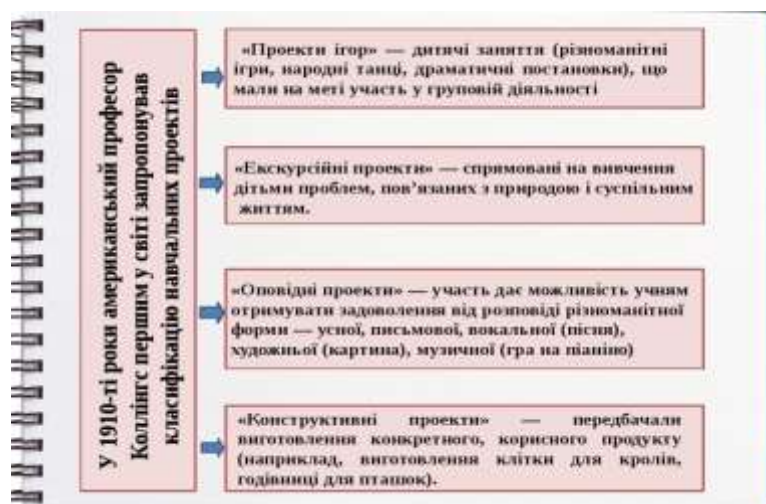 У 1910-ті роки американський професор
Коллінгс першим у світі запропонував
класифікацію навчальних проектів
«Проекти ігор» — дитячі заняття (різноманітні
ігри, народні танці, драматичні постановки), що
мали на меті участь у груповій діяльності
«Екскурсійні проекти» — спрямовані на вивчення
дітьми проблем, пов’язаних з природою і суспільним
життям.
«Оповідні проекти» — участь дає можливість учням
отримувати задоволення від розповіді різноманітної
форми — усної, письмової, вокальної (пісня),
художньої (картина), музичної (гра на піаніно)
«Конструктивні проекти» — передбачали
виготовлення конкретного, корисного продукту
(наприклад, виготовлення клітки для кролів,
годівниці для пташок).